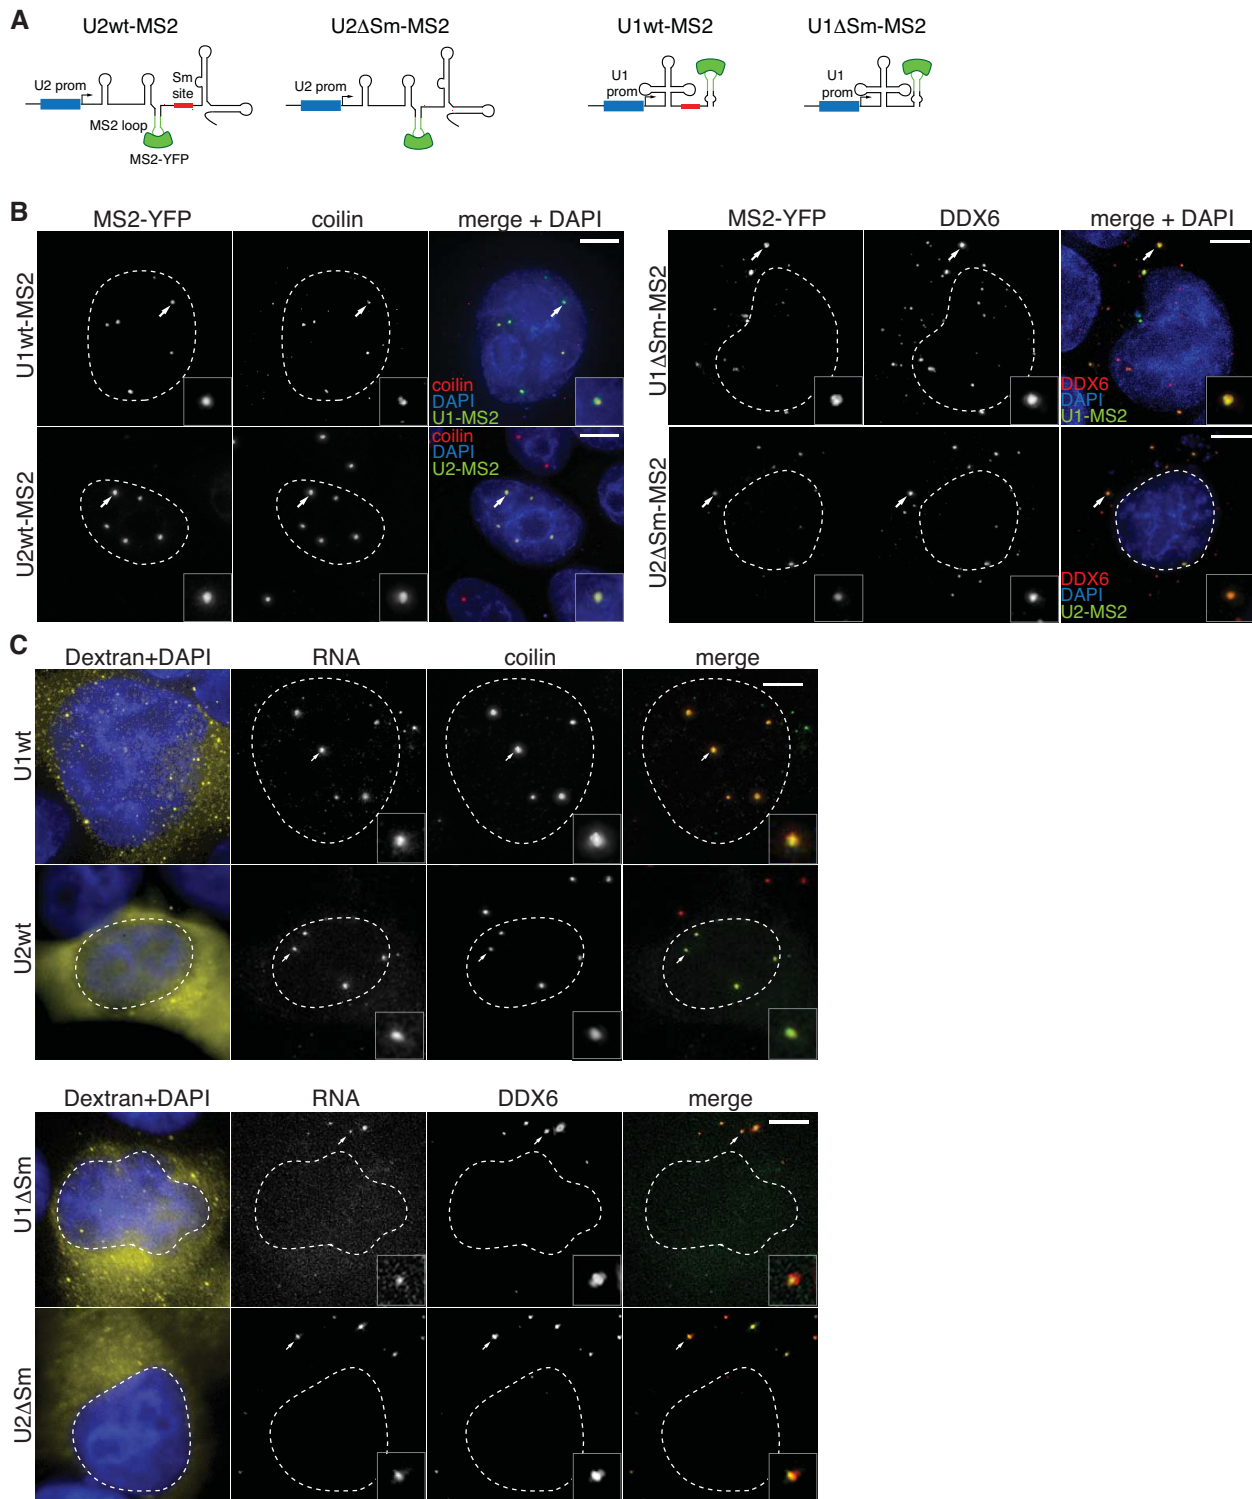 A
U2wt-MS2
U2ΔSm-MS2
U1wt-MS2
U1ΔSm-MS2
U2 prom
Sm
site
MS2 loop
MS2-YFP
U2 prom
U1
prom
U1
prom
B
MS2-YFP
coilin
merge + DAPI
MS2-YFP
DDX6
merge + DAPI
U1wt-MS2
coilin
DAPI
U1-MS2
U1ΔSm-MS2
DDX6
DAPI
U1-MS2
U2wt-MS2
coilin
DAPI
U2-MS2
U2ΔSm-MS2
DDX6
DAPI
U2-MS2
C
Dextran+DAPI
RNA
coilin
merge
U1wt
U2wt
Dextran+DAPI
RNA
DDX6
merge
U1ΔSm
U2ΔSm